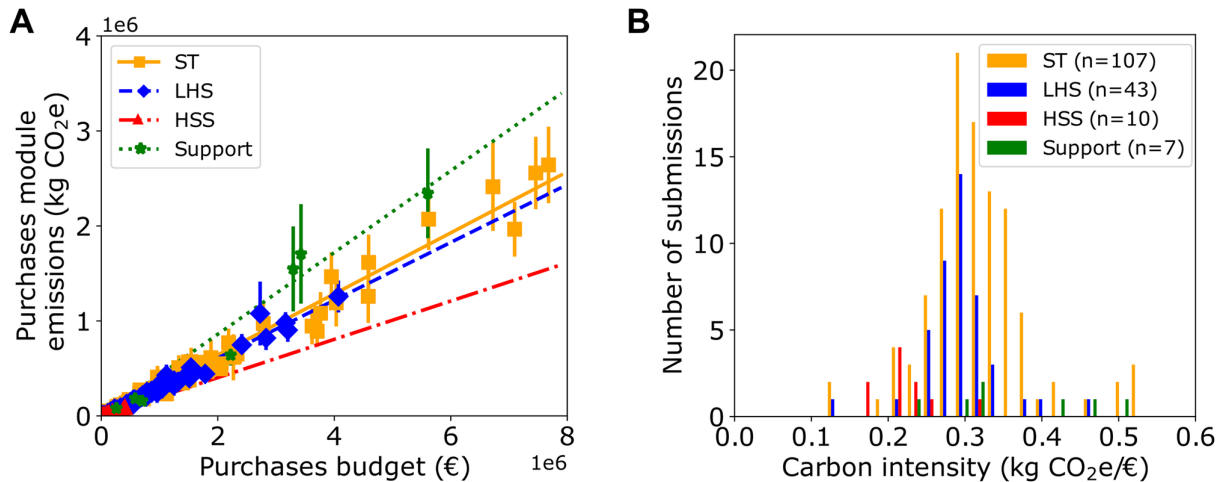 A
1e6
4
3
2
1
0
0
2
4
6
8
1e6
Purchases module
emissions (kg CO₂e)
Purchases budget (€)
ST
LHS
HSS
Support
B
20
15
10
5
0
0.0
0.1
0.2
0.3
0.4
0.5
0.6
Number of submissions
Carbon intensity (kg CO₂e/€)
ST (n=107)
LHS (n=43)
HSS (n=10)
Support (n=7)